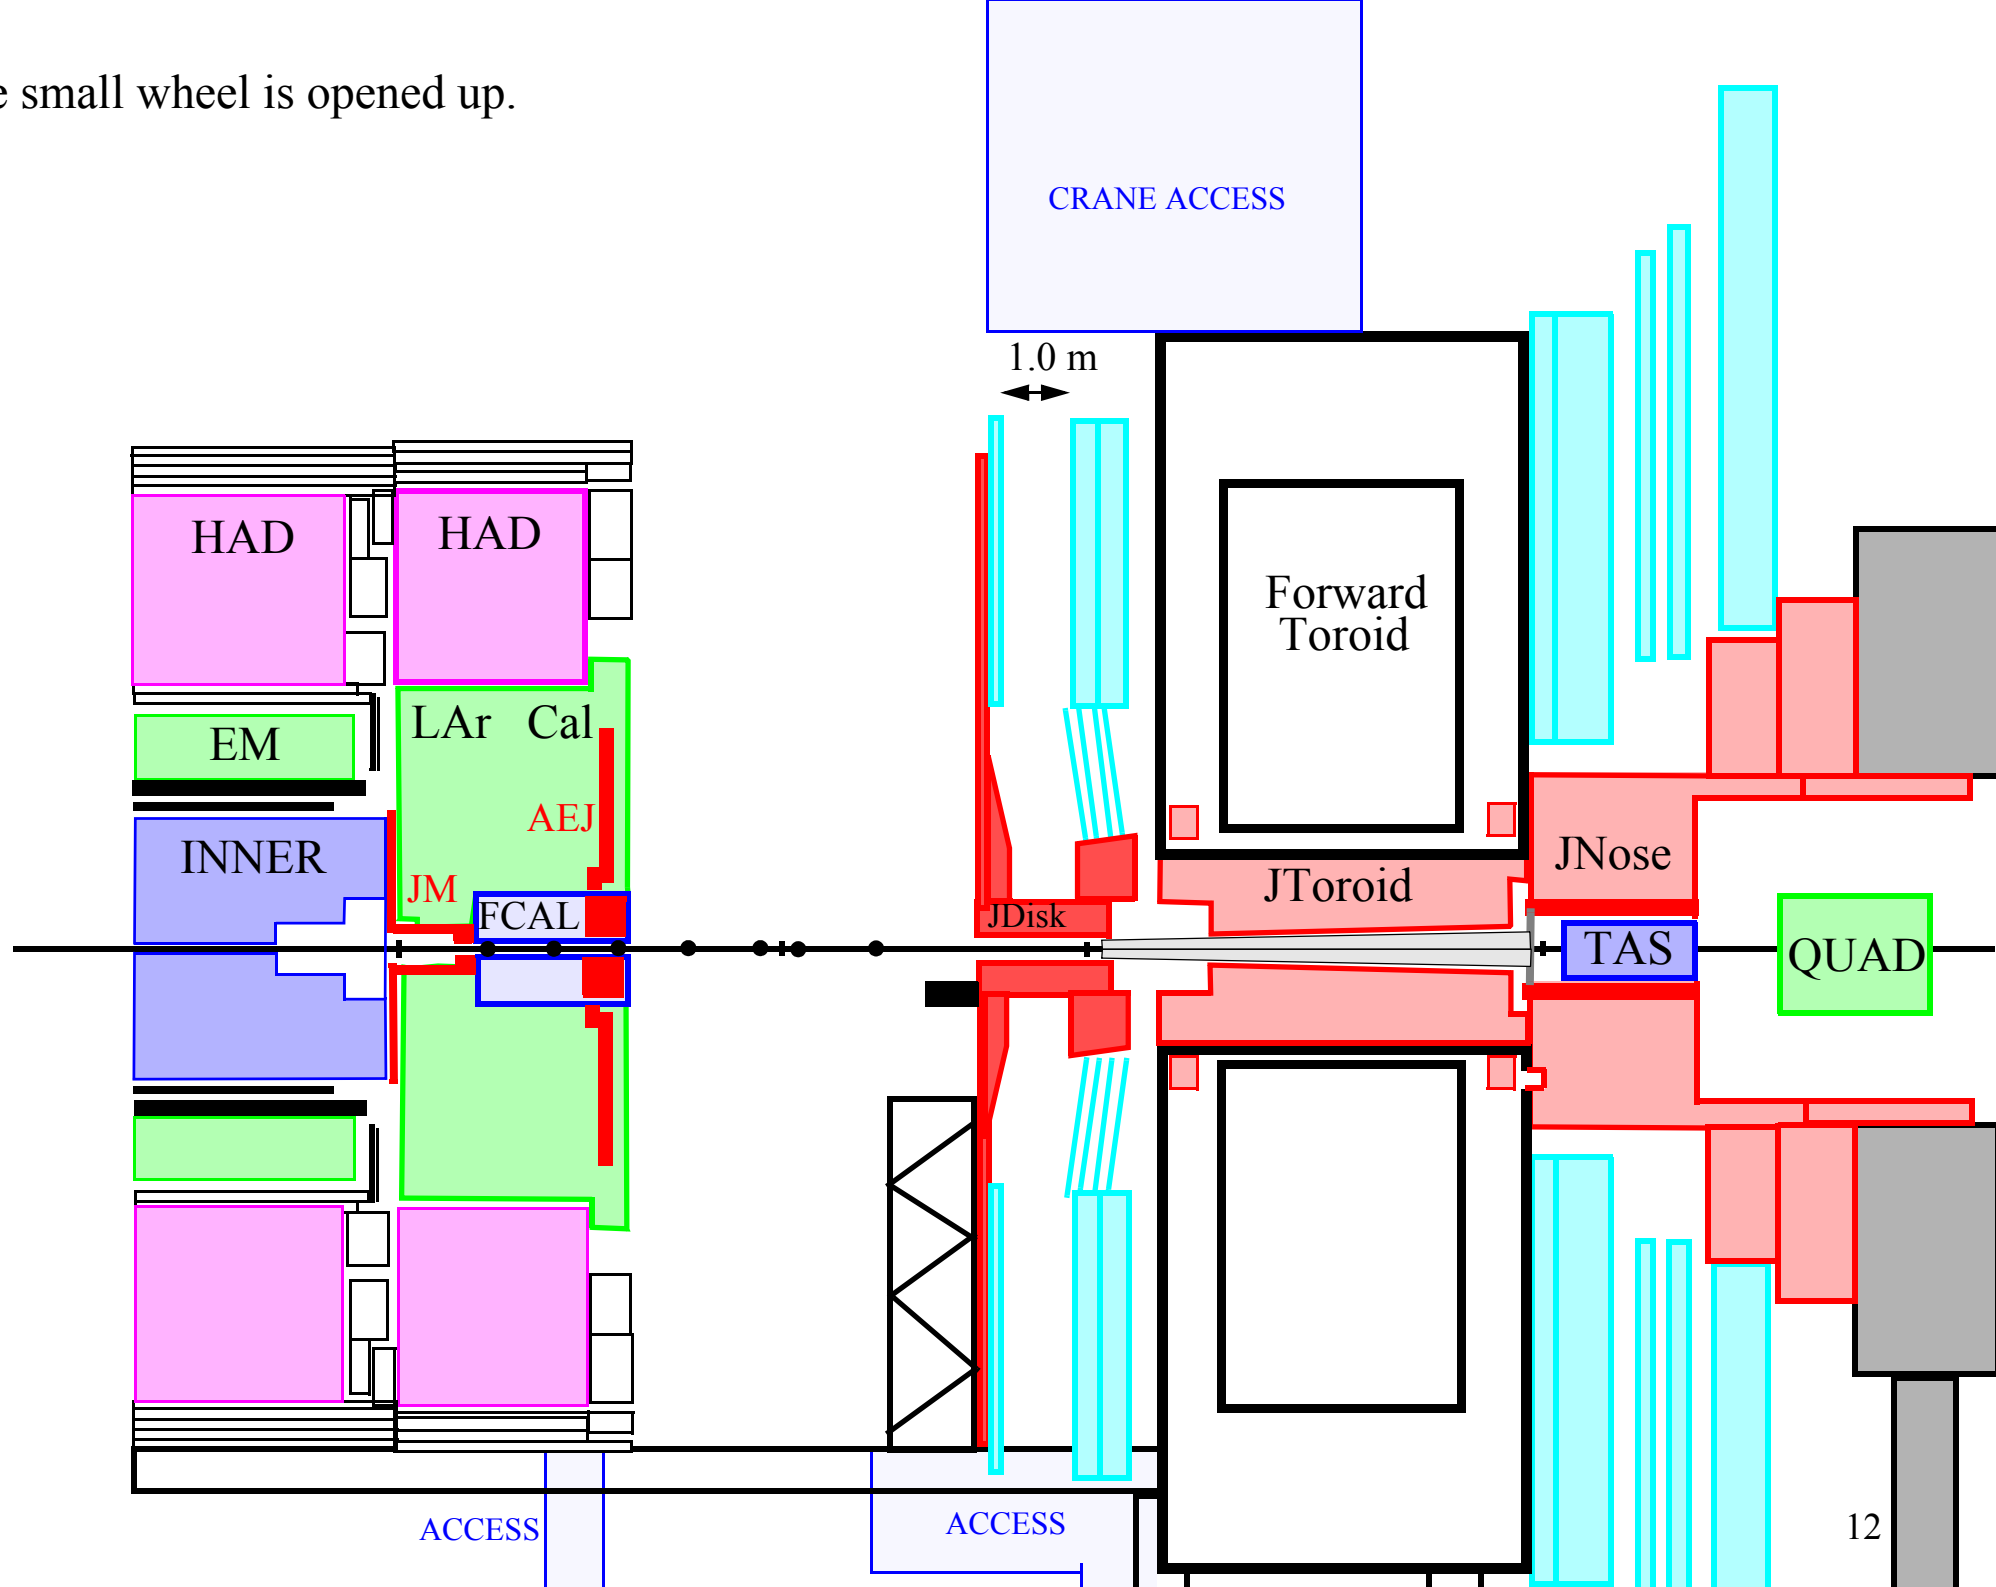 e small wheel is opened up.
CRANE ACCESS
1.0 m
HAD
HAD
Forward
Toroid
LAr Cal
EM
AEJ
INNER
JNose
JM
JToroid
FCAL
JDisk
TAS
QUAD
ACCESS
ACCESS
12